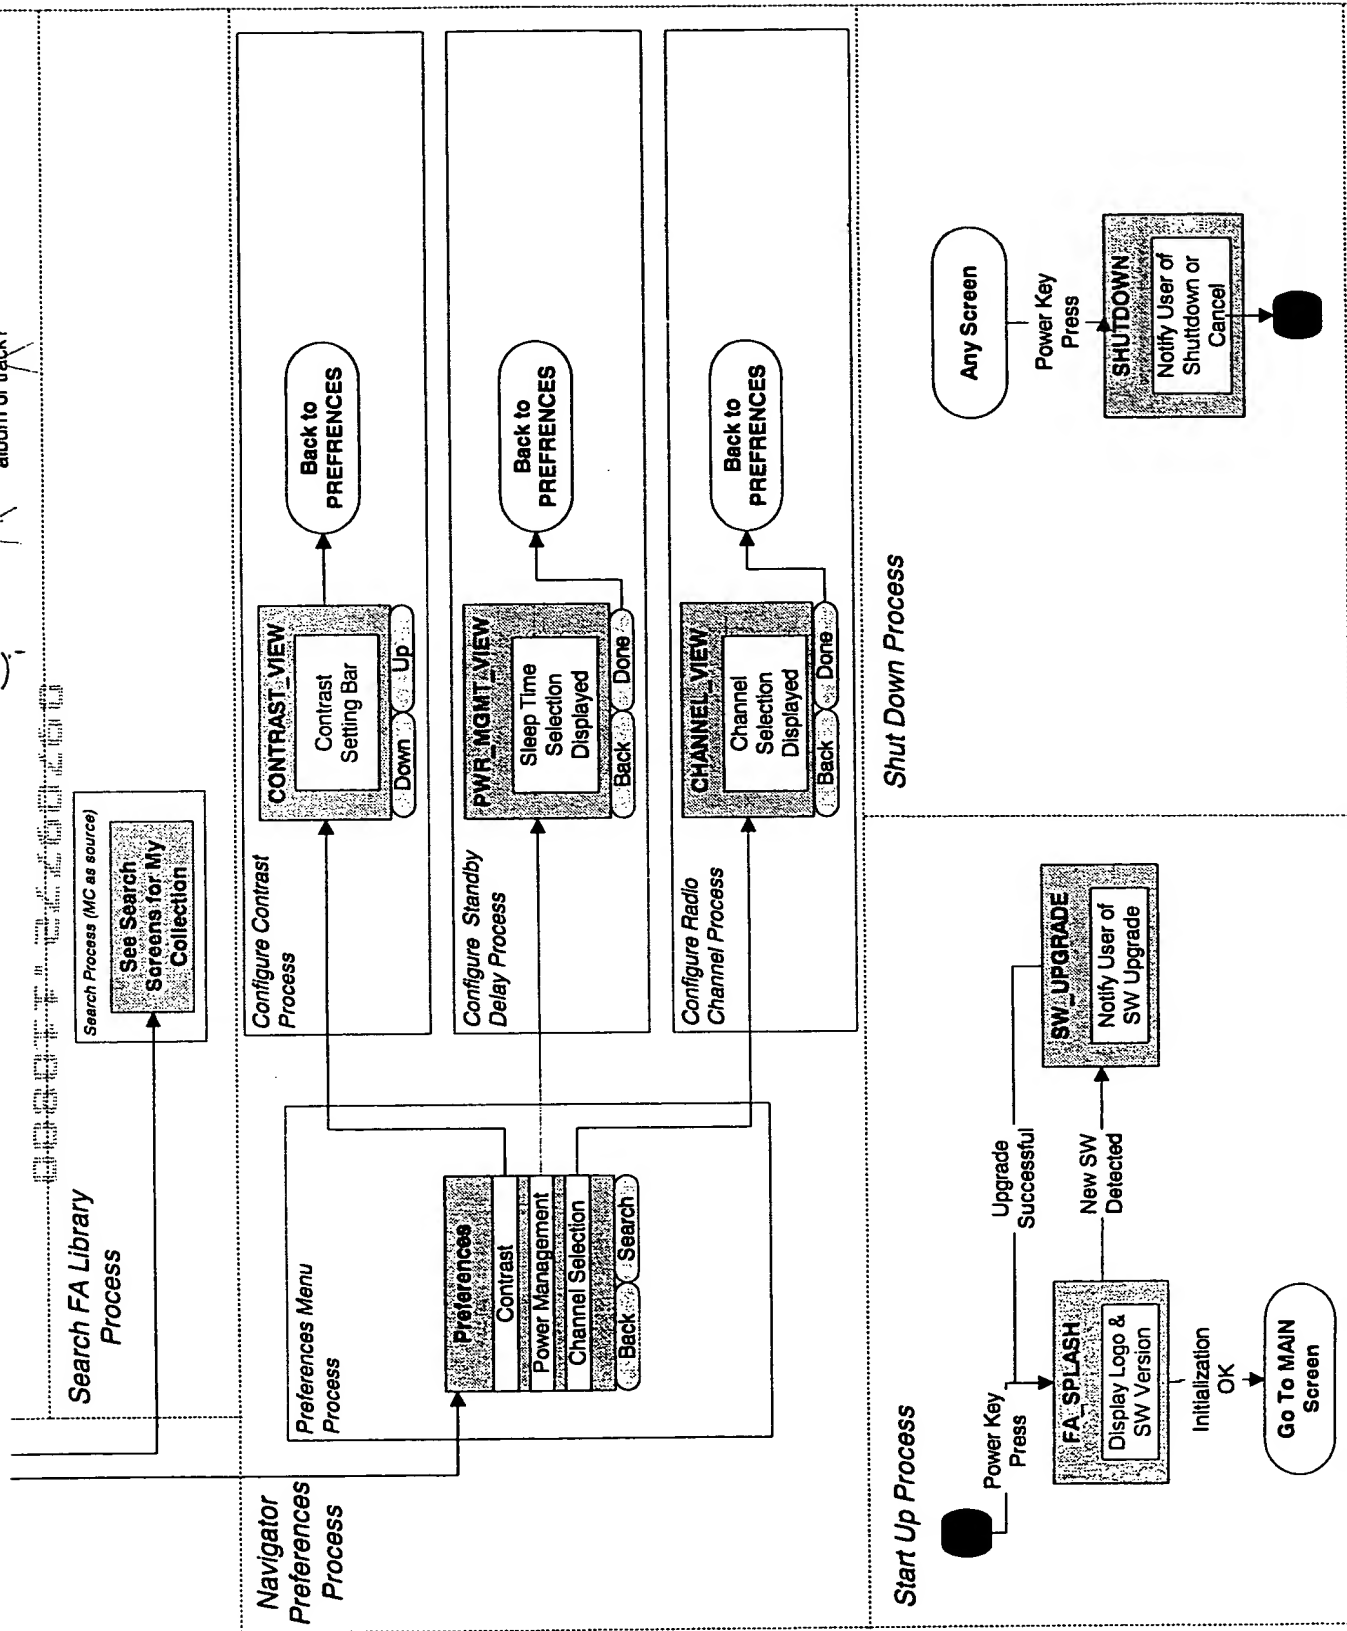 album or track?
Search FA Library
Process
Search Process (MC as source)
See Search
Screens for My
Collection
Navigator
Preferences
Process
Preferences Menu
Process
Preferences
Contrast
Power Management
Channel Selection
Back
Search
Configure Contrast
Process
CONTRAST_VIEW
Contrast
Setting Bar
Down
Up
Back to
PREFRENCES
Configure Standby
Delay Process
PWR_MGMT_VIEW
Sleep Time
Selection
Displayed
Back
Done
Back to
PREFRENCES
Configure Radio
Channel Process
CHANNEL_VIEW
Channel
Selection
Displayed
Back
Done
Back to
PREFRENCES
Start Up Process
Power Key
Press
FA_SPLASH
Display Logo &
SW Version
Initialization
OK
Go To MAIN
Screen
Upgrade
Successful
New SW
Detected
SW_UPGRADE
Notify User of
SW Upgrade
Shut Down Process
Any Screen
Power Key
Press
SHUTDOWN
Notify User of
Shuttdown or
Cancel